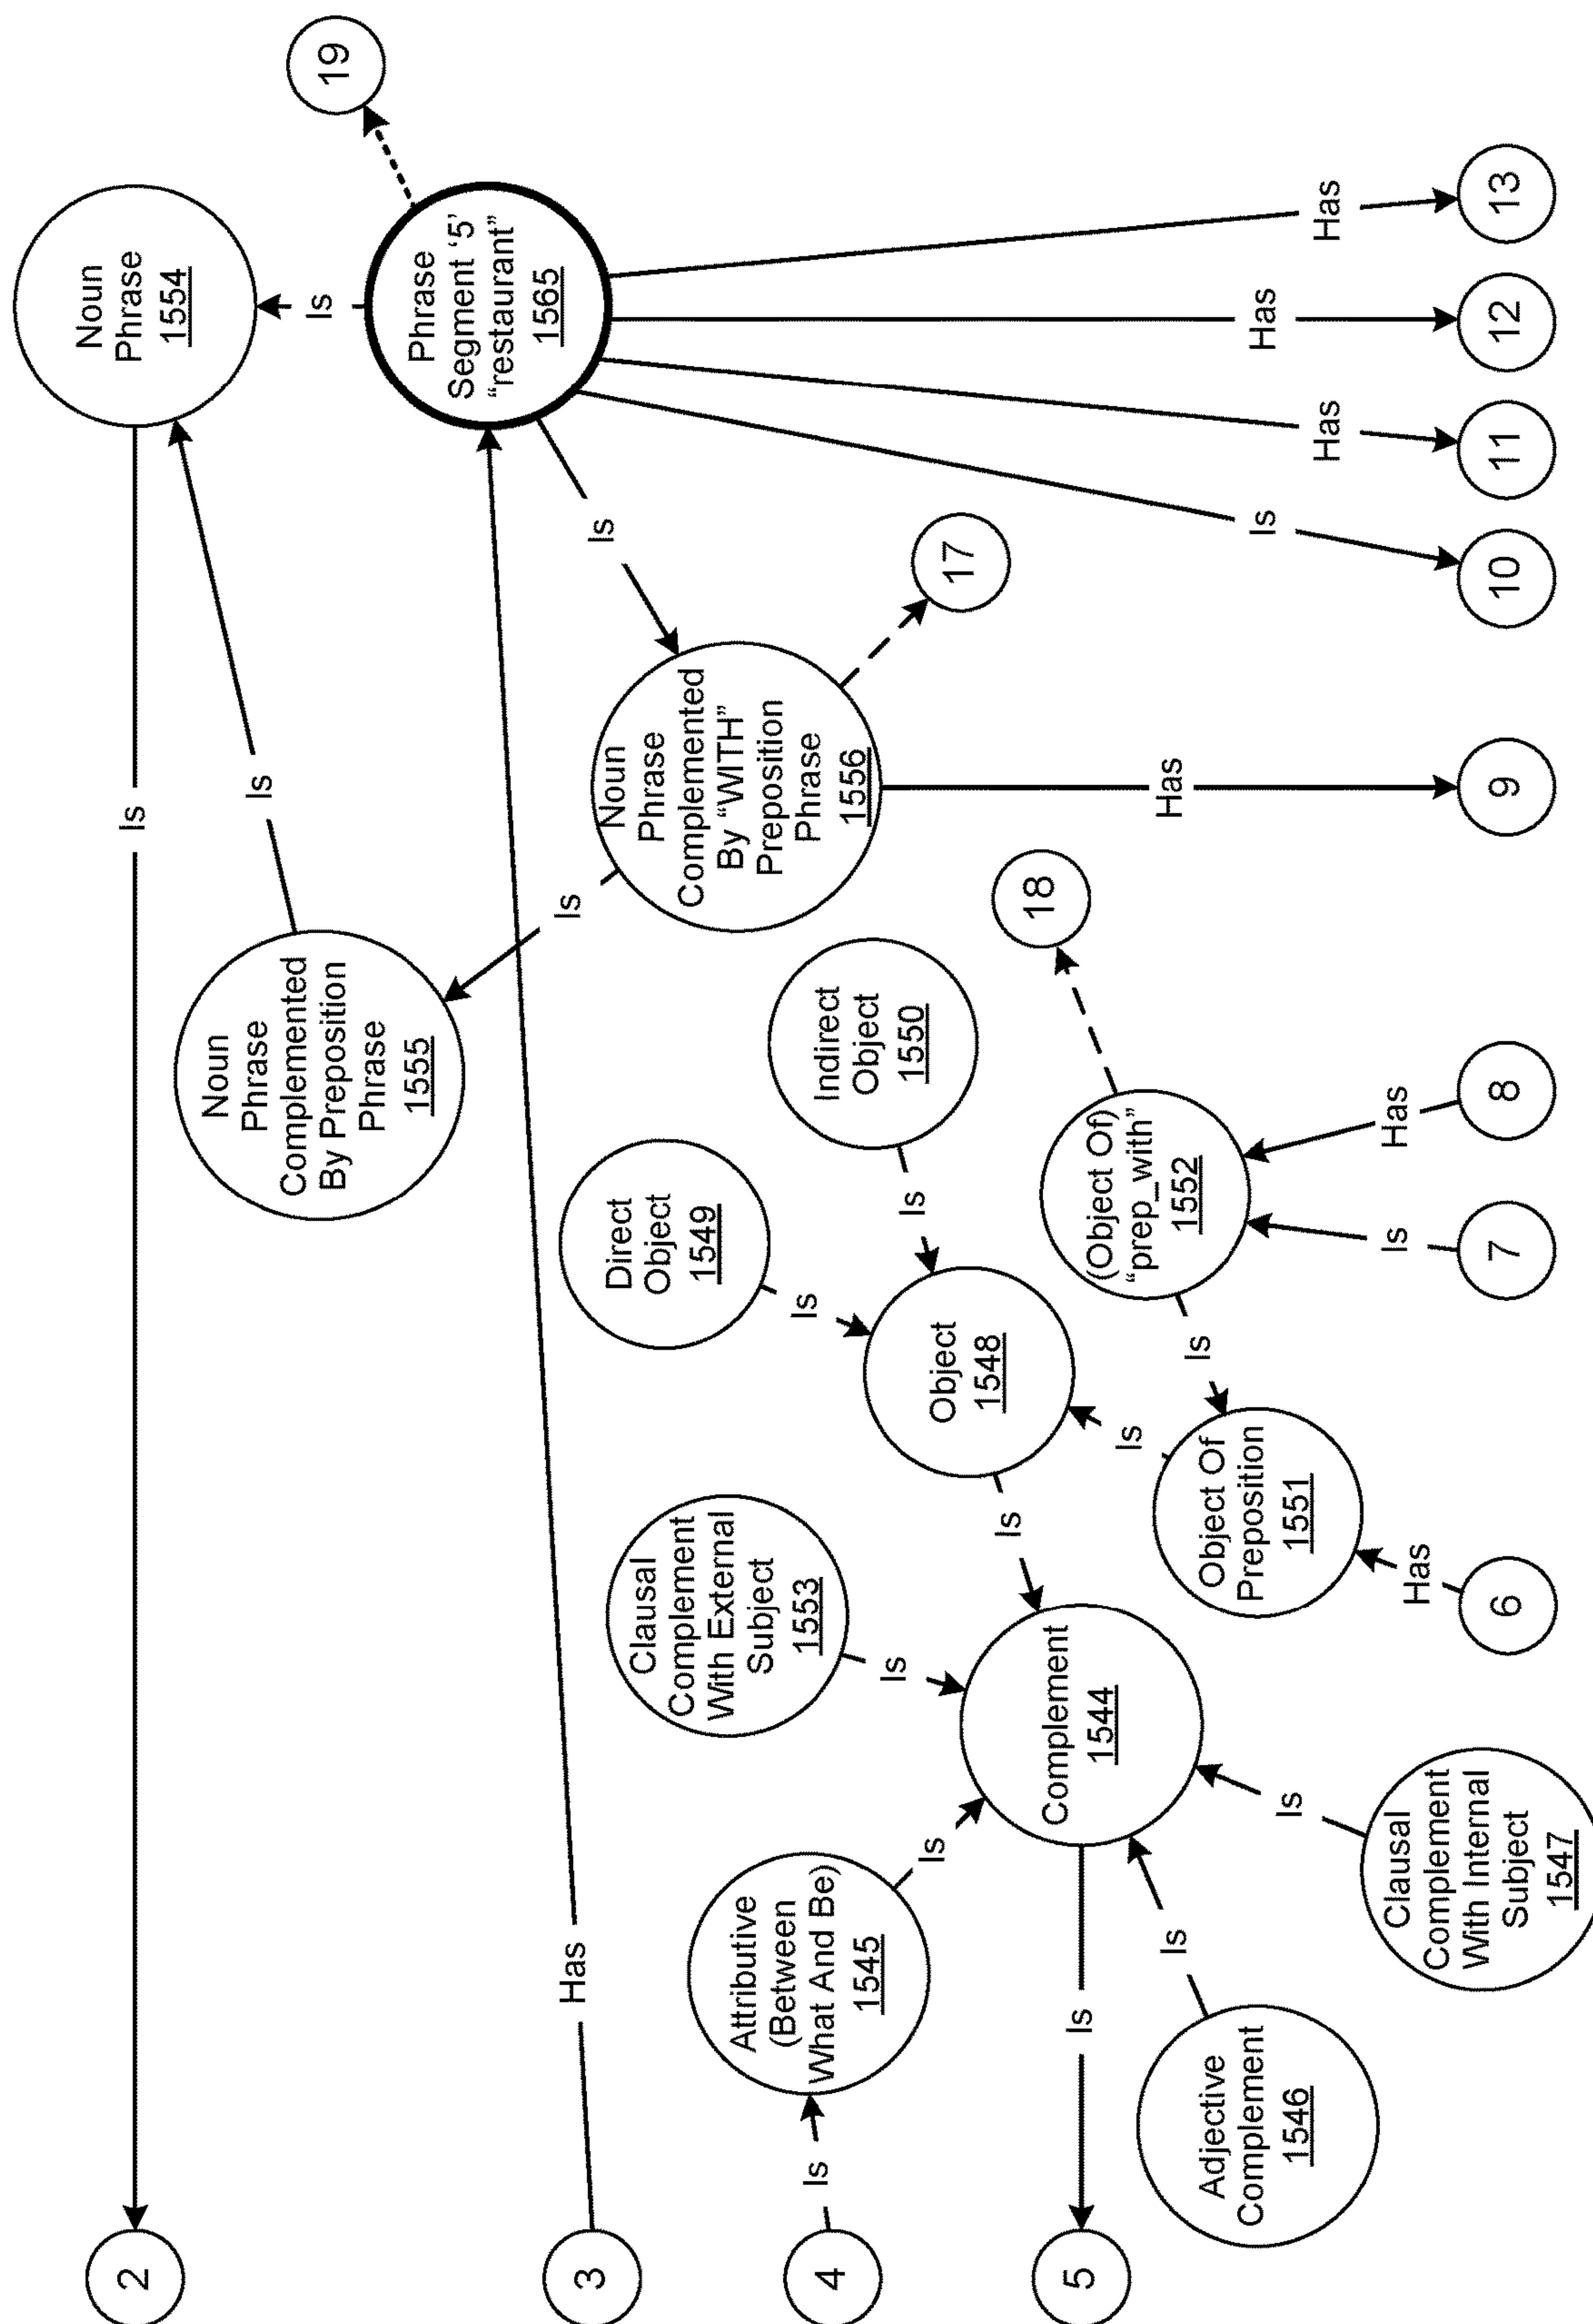 2
Is
Noun
Phrase
1554
Noun
Phrase
Complemented
By Preposition
Phrase
1555
Is
Is
19
3
Has
Is
Phrase
Segment ‘5’
“restaurant”
1565
Is
Direct
Object
1549
Noun
Phrase
Complemented
By “WITH”
Preposition
Phrase
1556
Clausal
Complement
With External
Subject
1553
4
Is
Attributive
(Between
What And Be)
1545
Is
Is
Is
Indirect
Object
1550
Is
Object
1548
17
5
Is
Complement
1544
Is
18
Is
Object Of
Preposition
1551
Is
(Object Of)
“prep_with”
1552
Is
Adjective
Complement
1546
Is
Is
Clausal
Complement
With Internal
Subject
1547
Has
Is
Has
Has
Is
Has
Has
Has
6
7
8
9
10
11
12
13